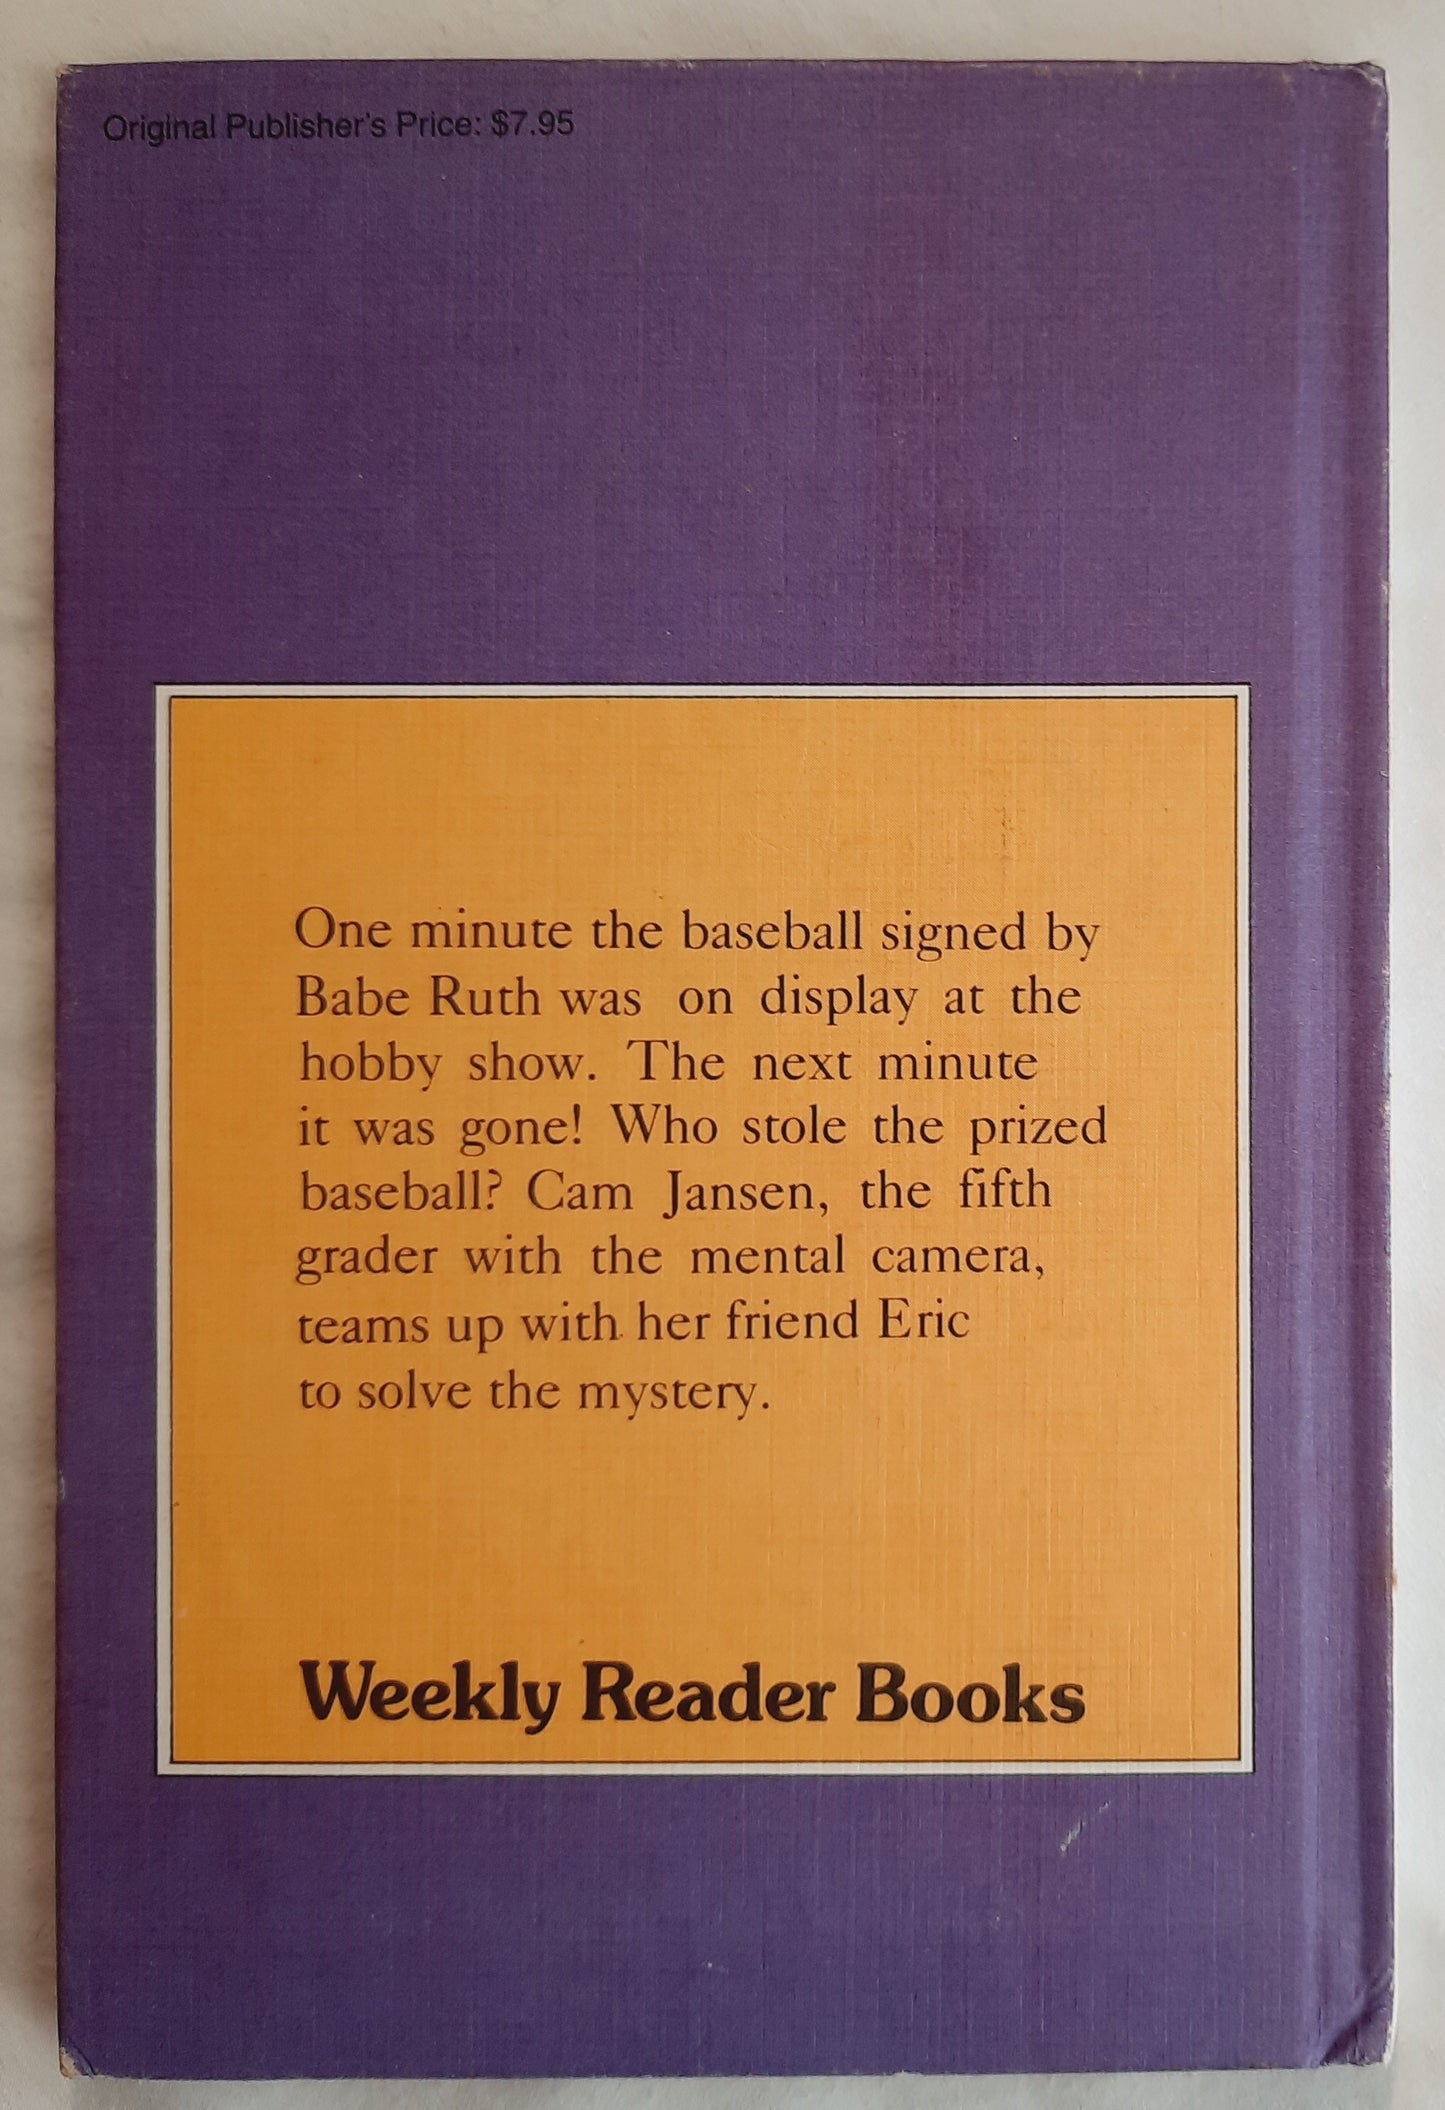 Original Publisher's Price: $7.95
One minute the baseball signed by
Babe Ruth was on display at the
hobby show. The next minute
it was gone! Who stole the prized
baseball? Cam Jansen, the fifth
grader with the mental camera,
teams up with her friend Eric
to solve the mystery.
Weekly Reader Books